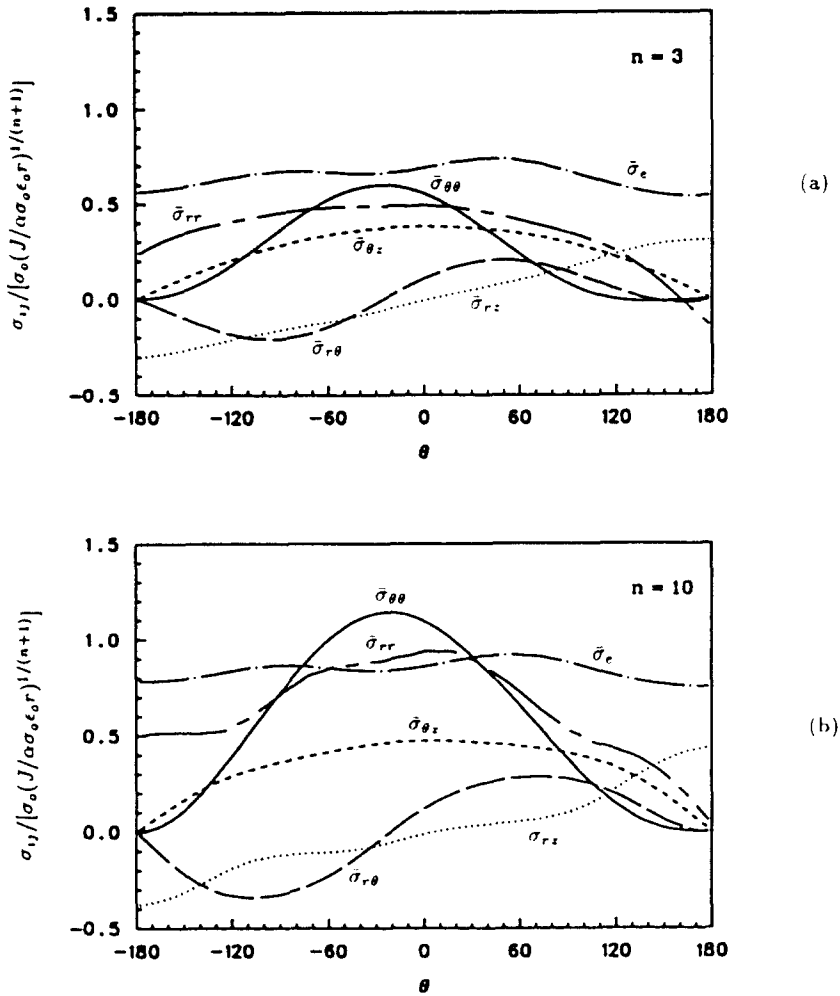 1.5
n = 3
1.0
σ̄e
σ̄θθ
(a)
0.5
σ̄rr
σ̄θz
0.0
σ̄rz
σ̄rθ
-0.5
-180 -120 -60 0 60 120 180
θ
σij/[σo(J/ασoεor)1/(n+1)]
1.5
n = 10
σ̄θθ
1.0
σ̄rr
σ̄e
σ̄θz
(b)
0.5
0.0
σrz
σ̄rθ
-0.5
-180 -120 -60 0 60 120 180
θ
σij/[σo(J/ασoεor)1/(n+1)]